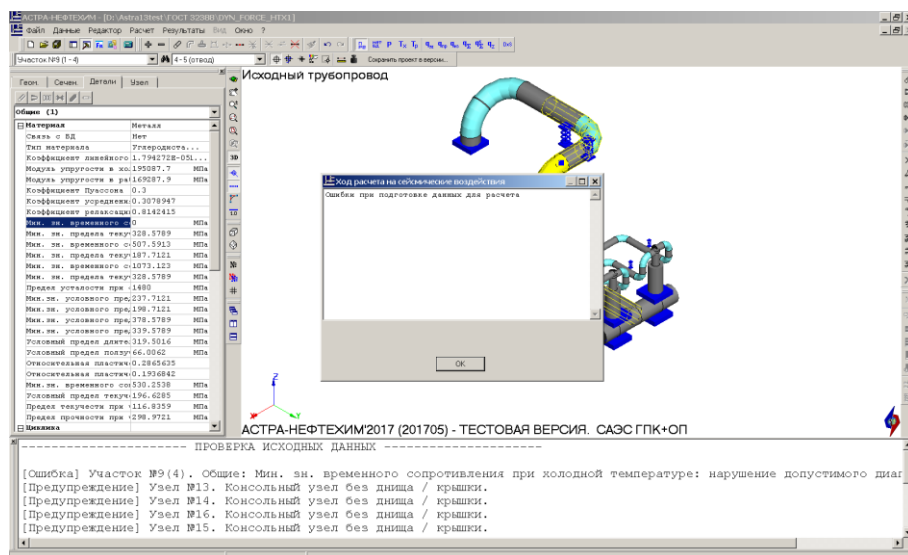 АСТРА-НЕФТЕХИМ - [D:\Astra13test\ГОСТ 32388\DYN_FORCE_HTX1]
Файл Данные Редактор Расчет Результаты Вид Окно ?
Участок №9 (1 - 4) 4-5 (отвод) Сохранить проект в версии...
Исходный трубопровод
Геом. Сечен. Детали Узел
Общие (1)
Материал Металл
Связь с БД Нет
Тип материала Углеродиста...
Коэффициент линейного 1.794272E-05
Модуль упругости в хо 195087.7 МПа
Модуль упругости в ра 169287.9 МПа
Коэффициент Пуассона 0.3
Коэффициент усреднени 0.3078947
Коэффициент релаксаци 0.8142415
Мин. зн. временного с 0 МПа
Мин. зн. предела теку 328.5789 МПа
Мин. зн. временного с 507.5913 МПа
Мин. зн. предела теку 187.7121 МПа
Мин. зн. временного с 1073.123 МПа
Мин. зн. предела теку 328.5789 МПа
Предел усталости при 1480 МПа
Мин.зн. условного пре 237.7121 МПа
Мин.зн. условного пре 198.7121 МПа
Мин.зн. условного пре 378.5789 МПа
Мин.зн. условного пре 339.5789 МПа
Условный предел длите 319.5016 МПа
Условный предел ползу 66.0062 МПа
Относительная пластич 0.2865635
Относительная пластич 0.1936842
Мин.зн. временного со 530.2538 МПа
Условный предел текуч 196.6285 МПа
Предел текучести при 116.8359 МПа
Предел прочности при 298.9721 МПа
Циклика
3D
Ход расчета на сейсмические воздействия
Ошибки при подготовке данных для расчета
OK
Z
X
Y
АСТРА-НЕФТЕХИМ'2017 (201705) - ТЕСТОВАЯ ВЕРСИЯ. САЭС ГПК+ОП
----------------------- ПРОВЕРКА ИСХОДНЫХ ДАННЫХ ----------------------
[Ошибка] Участок №9(4). Общие: Мин. зн. временного сопротивления при холодной температуре: нарушение допустимого диап
[Предупреждение] Узел №13. Консольный узел без днища / крышки.
[Предупреждение] Узел №14. Консольный узел без днища / крышки.
[Предупреждение] Узел №16. Консольный узел без днища / крышки.
[Предупреждение] Узел №15. Консольный узел без днища / крышки.